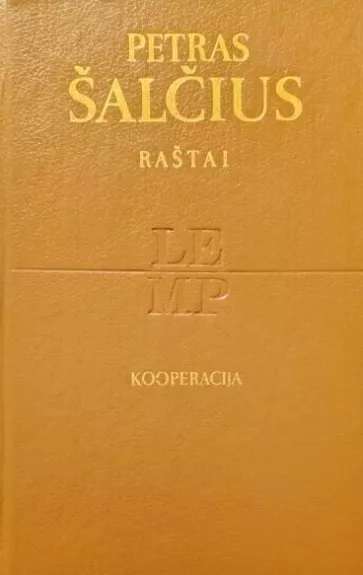 PETRAS
ŠALČIUS
RAŠTAI
LE
MP
KOOPERACIJA